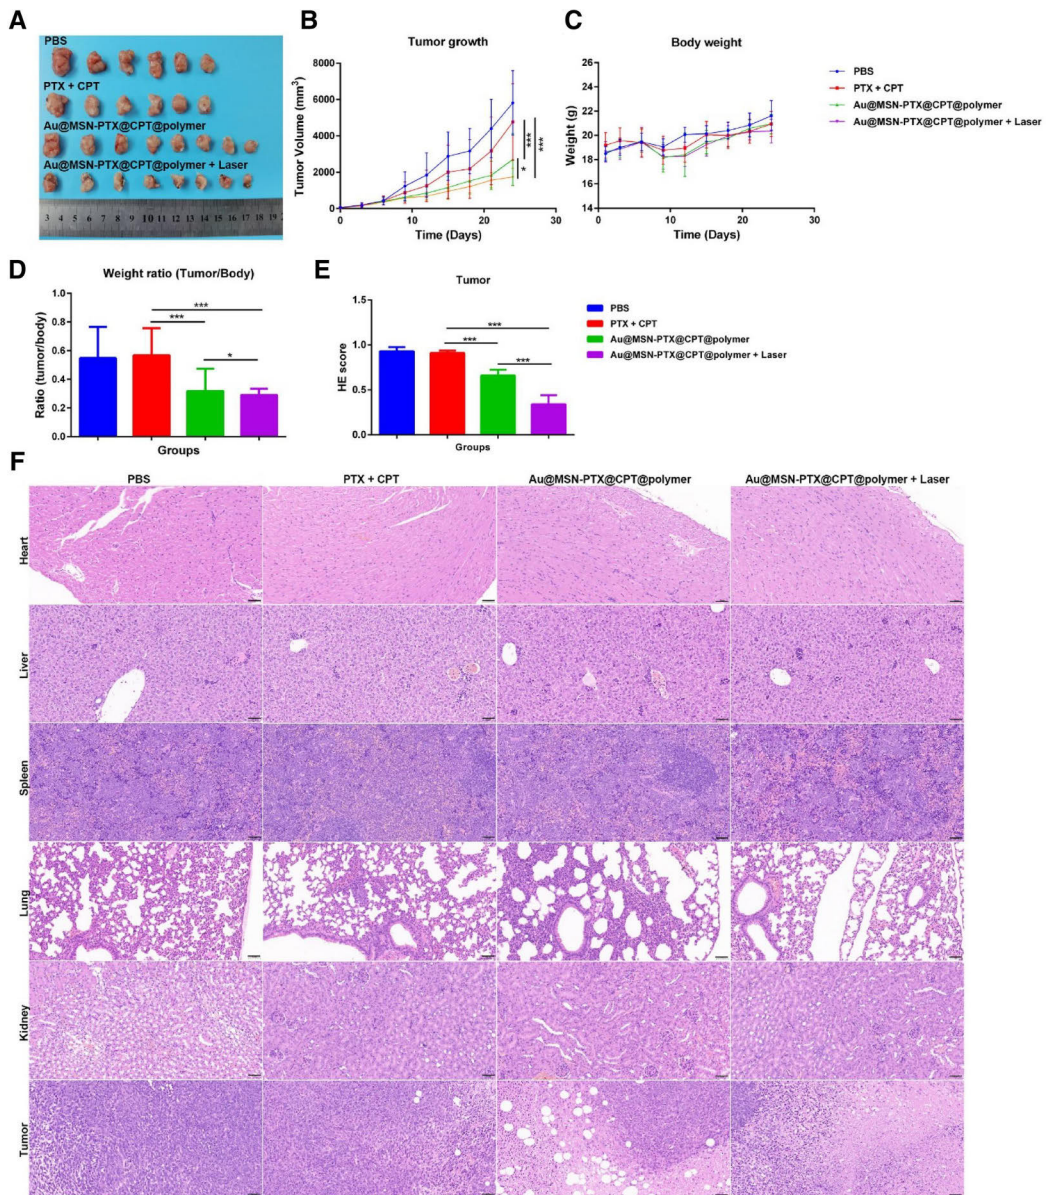 A
PBS
PTX + CPT
Au@MSN-PTX@CPT@polymer
Au@MSN-PTX@CPT@polymer + Laser
3 4 5 6 7 8 9 10 11 12 13 14 15 16 17 18 19
B
Tumor growth
Tumor Volume (mm³)
8000
6000
4000
2000
0
0 10 20 30
Time (Days)
***
***
*
C
Body weight
Weight (g)
26
24
22
20
18
16
14
0 10 20 30
Time (Days)
PBS
PTX + CPT
Au@MSN-PTX@CPT@polymer
Au@MSN-PTX@CPT@polymer + Laser
D
Weight ratio (Tumor/Body)
Ratio (tumor/body)
1.0
0.8
0.6
0.4
0.2
0.0
***
***
*
Groups
E
Tumor
HE score
1.5
1.0
0.5
0.0
***
***
***
Groups
PBS
PTX + CPT
Au@MSN-PTX@CPT@polymer
Au@MSN-PTX@CPT@polymer + Laser
F
PBS PTX + CPT Au@MSN-PTX@CPT@polymer Au@MSN-PTX@CPT@polymer + Laser
Heart
Liver
Spleen
Lung
Kidney
Tumor